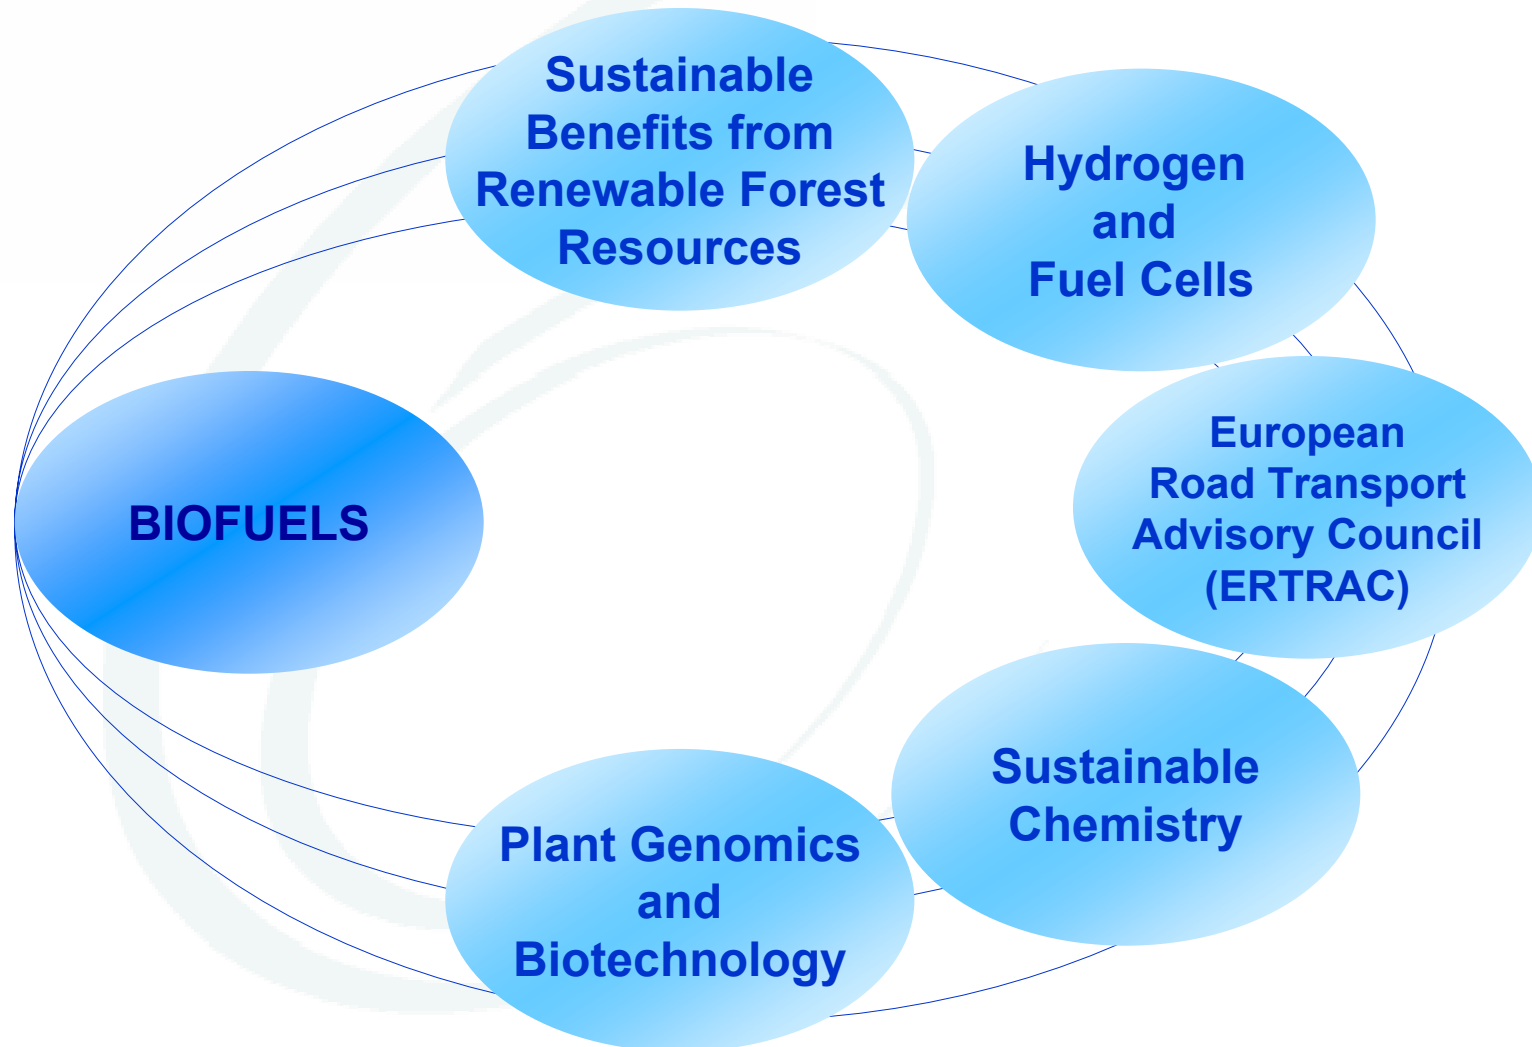 Sustainable
Benefits from
Renewable Forest
Resources
Hydrogen
and
Fuel Cells
European
Road Transport
Advisory Council
(ERTRAC)
BIOFUELS
Sustainable
Chemistry
Plant Genomics
and
Biotechnology